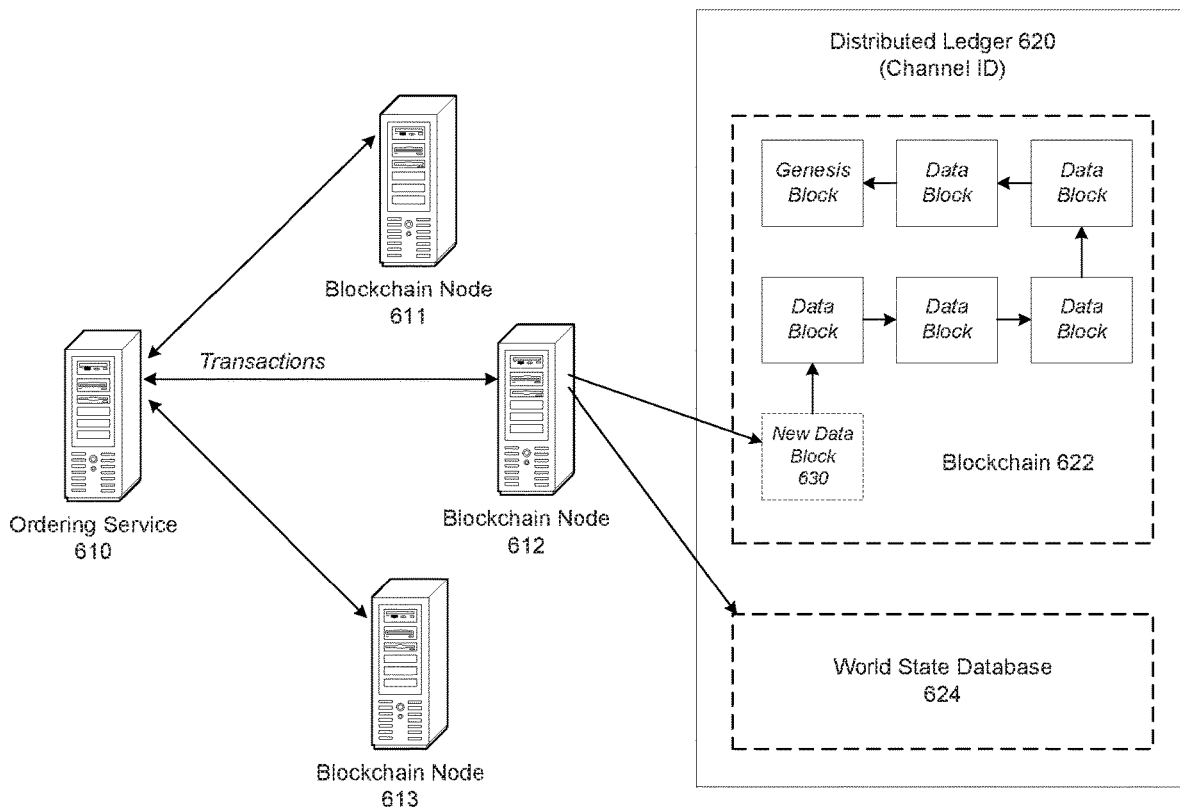 Distributed Ledger 620
(Channel ID)
Genesis
Block
Data
Block
Data
Block
Blockchain Node
611
Data
Block
Data
Block
Data
Block
Transactions
New Data
Block
630
Blockchain 622
Ordering Service
610
Blockchain Node
612
World State Database
624
Blockchain Node
613